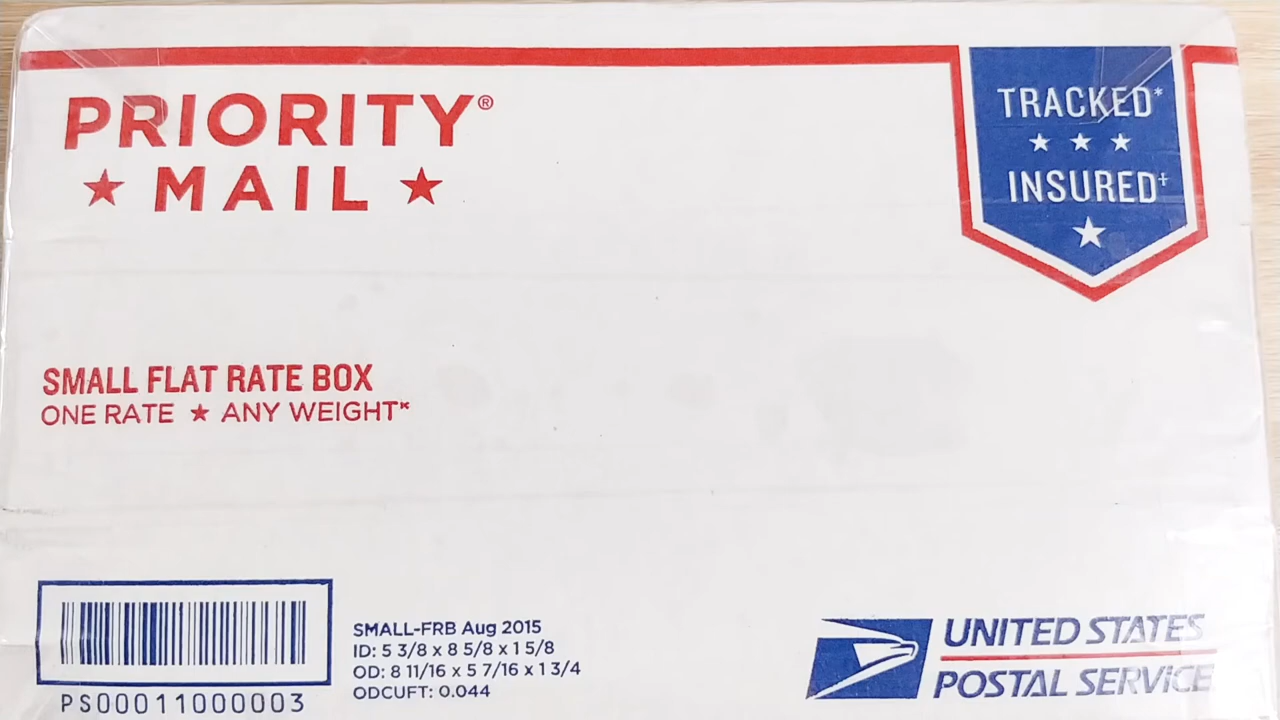 PRIORITY®
★ MAIL ★
TRACKED*
★ ★ ★
INSURED†
★
SMALL FLAT RATE BOX
ONE RATE ★ ANY WEIGHT*
PS00011000003
SMALL-FRB Aug 2015
ID: 5 3/8 x 8 5/8 x 1 5/8
OD: 8 11/16 x 5 7/16 x 1 3/4
ODCUFT: 0.044
UNITED STATES
POSTAL SERVICE